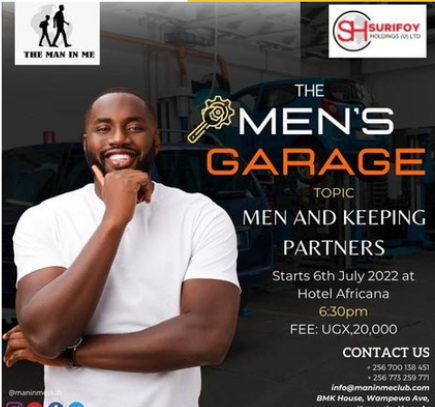 THE MAN IN ME
SH SURIFOY
HOLDINGS (U) LTD
THE
MEN'S
GARAGE
TOPIC
MEN AND KEEPING
PARTNERS
Starts 6th July 2022 at
Hotel Africana
6:30pm
FEE: UGX,20,000
CONTACT US
+ 256 700 138 451
+ 256 773 259 771
info@maninmeclub.com
BMK House, Wampewo Ave,
@maninmeclub